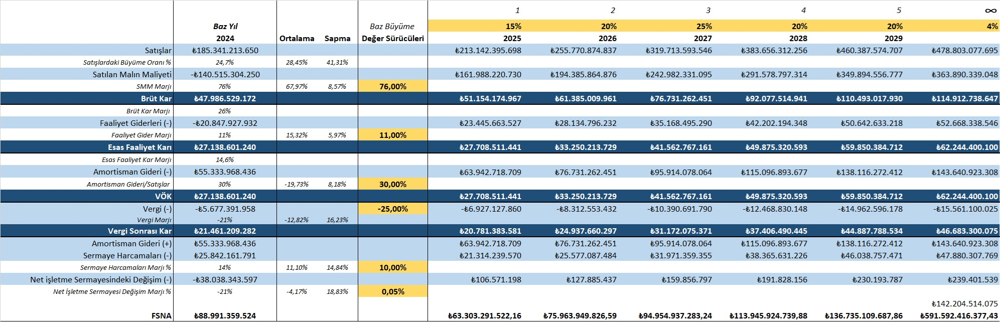 1 2 3 4 5 ∞
Baz Yıl Baz Büyüme 15% 20% 25% 20% 20% 4%
2024 Ortalama Sapma Değer Sürücüleri 2025 2026 2027 2028 2029
Satışlar ₺185.341.213.650 ₺213.142.395.698 ₺255.770.874.837 ₺319.713.593.546 ₺383.656.312.256 ₺460.387.574.707 ₺478.803.077.695
Satışlardaki Büyüme Oranı % 24,7% 28,45% 41,31%
Satılan Malın Maliyeti -₺140.515.304.250 ₺161.988.220.730 ₺194.385.864.876 ₺242.982.331.095 ₺291.578.797.314 ₺349.894.556.777 ₺363.890.339.048
SMM Marjı 76% 67,97% 8,57% 76,00%
Brüt Kar ₺47.986.529.172 ₺51.154.174.967 ₺61.385.009.961 ₺76.731.262.451 ₺92.077.514.941 ₺110.493.017.930 ₺114.912.738.647
Brüt Kar Marjı 26%
Faaliyet Giderleri (-) -₺20.847.927.932 ₺23.445.663.527 ₺28.134.796.232 ₺35.168.495.290 ₺42.202.194.348 ₺50.642.633.218 ₺52.668.338.546
Faaliyet Gider Marjı 11% 15,32% 5,97% 11,00%
Esas Faaliyet Karı ₺27.138.601.240 ₺27.708.511.441 ₺33.250.213.729 ₺41.562.767.161 ₺49.875.320.593 ₺59.850.384.712 ₺62.244.400.100
Esas Faaliyet Kar Marjı 14,6%
Amortisman Gideri (-) ₺55.333.968.436 ₺63.942.718.709 ₺76.731.262.451 ₺95.914.078.064 ₺115.096.893.677 ₺138.116.272.412 ₺143.640.923.308
Amortisman Gideri/Satışlar 30% -19,73% 8,18% 30,00%
VÖK ₺27.138.601.240 ₺27.708.511.441 ₺33.250.213.729 ₺41.562.767.161 ₺49.875.320.593 ₺59.850.384.712 ₺62.244.400.100
Vergi (-) -₺5.677.391.958 -25,00% -₺6.927.127.860 -₺8.312.553.432 -₺10.390.691.790 -₺12.468.830.148 -₺14.962.596.178 -₺15.561.100.025
Vergi Marjı -21% -12,82% 16,23%
Vergi Sonrası Kar ₺21.461.209.282 ₺20.781.383.581 ₺24.937.660.297 ₺31.172.075.371 ₺37.406.490.445 ₺44.887.788.534 ₺46.683.300.075
Amortisman Gideri (+) ₺55.333.968.436 ₺63.942.718.709 ₺76.731.262.451 ₺95.914.078.064 ₺115.096.893.677 ₺138.116.272.412 ₺143.640.923.308
Sermaye Harcamaları (-) ₺25.842.161.791 ₺21.314.239.570 ₺25.577.087.484 ₺31.971.359.355 ₺38.365.631.226 ₺46.038.757.471 ₺47.880.307.769
Sermaye Harcamaları Marjı % 14% 11,10% 14,84% 10,00%
Net işletme Sermayesindeki Değişim (-) -₺38.038.343.597 ₺106.571.198 ₺127.885.437 ₺159.856.797 ₺191.828.156 ₺230.193.787 ₺239.401.539
Net İşletme Sermayesi Değişim Marjı % -21% -4,17% 18,83% 0,05%
₺142.204.514.075
FSNA ₺88.991.359.524 ₺63.303.291.522,16 ₺75.963.949.826,59 ₺94.954.937.283,24 ₺113.945.924.739,88 ₺136.735.109.687,86 ₺591.592.416.377,43